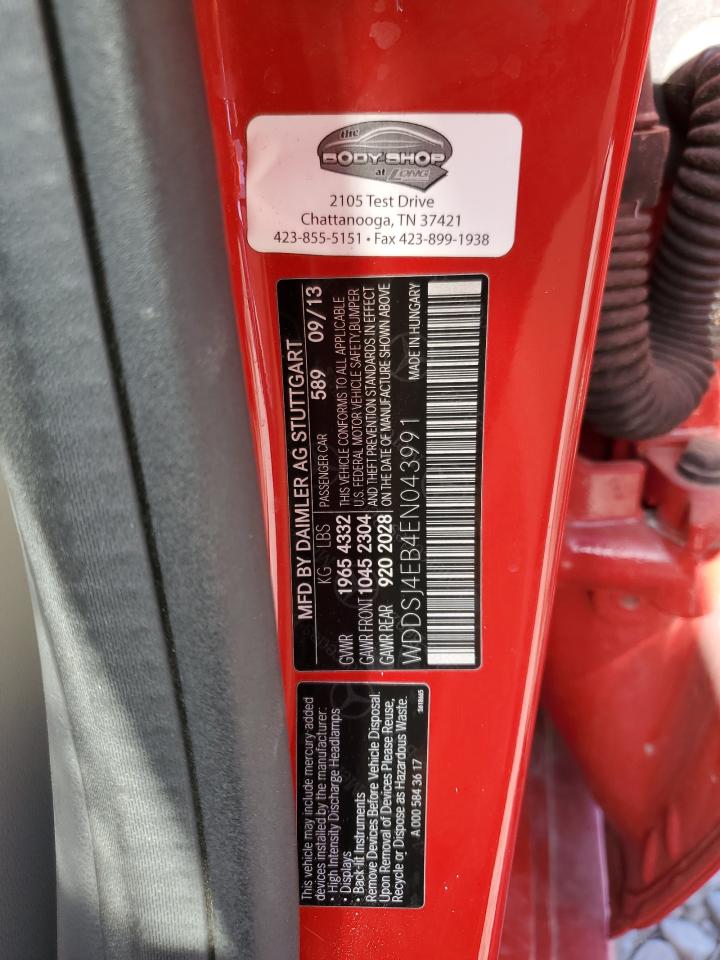 the
BODY SHOP
at LONG
2105 Test Drive
Chattanooga, TN 37421
423-855-5151 • Fax 423-899-1938
MFD BY DAIMLER AG STUTTGART
KG LBS PASSENGER CAR 589 09/13
GVWR 1965 4332
GAWR FRONT 1045 2304
GAWR REAR 920 2028
THIS VEHICLE CONFORMS TO ALL APPLICABLE
U.S. FEDERAL MOTOR VEHICLE SAFETY, BUMPER
AND THEFT PREVENTION STANDARDS IN EFFECT
ON THE DATE OF MANUFACTURE SHOWN ABOVE
WDDSJ4EB4EN043991 MADE IN HUNGARY
This vehicle may include mercury-added
devices installed by the manufacturer:
• High Intensity Discharge Headlamps
• Displays
• Back-lit Instruments
Remove Devices Before Vehicle Disposal.
Upon Removal of Devices Please Reuse,
Recycle or Dispose as Hazardous Waste.
A 000 584 36 17